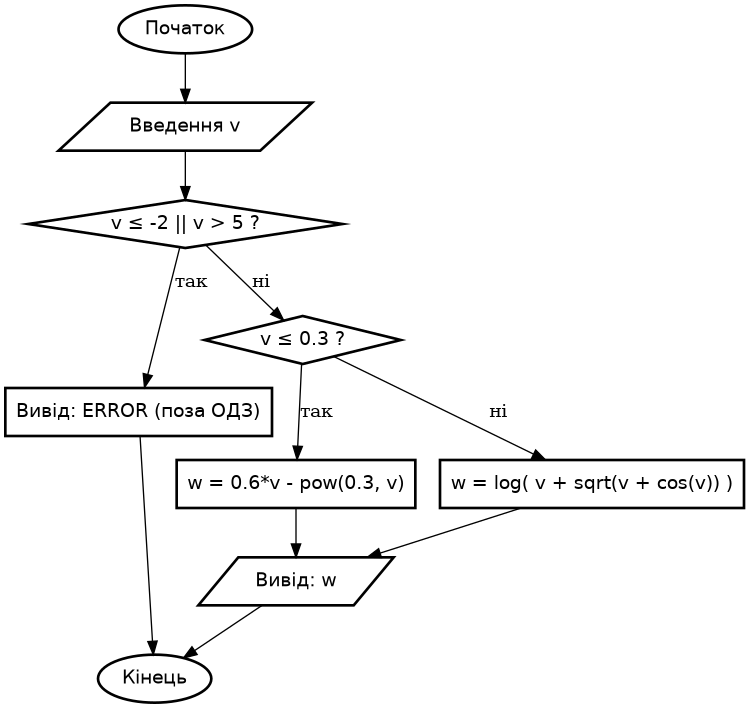 Початок
Введення v
v ≤ -2 || v > 5 ?
так
ні
v ≤ 0.3 ?
Вивід: ERROR (поза ОДЗ)
так
ні
w = 0.6*v - pow(0.3, v)
w = log( v + sqrt(v + cos(v)) )
Вивід: w
Кінець